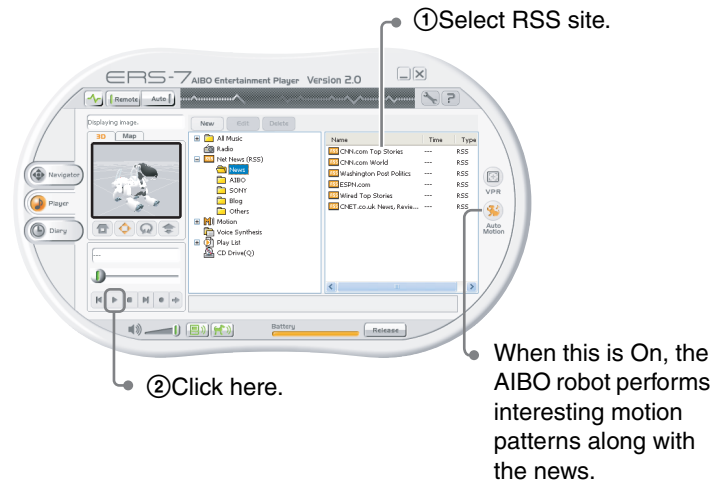 ①Select RSS site.
ERS-7 AIBO Entertainment Player Version 2.0
Remote Auto
Displaying image.
3D Map
New Edit Delete
All Music
Radio
Net News (RSS)
News
AIBO
SONY
Blog
Others
Motion
Voice Synthesis
Play List
CD Drive(Q)
Name Time Type
CNN.com Top Stories --- RSS
CNN.com World --- RSS
Washington Post Politics --- RSS
ESPN.com --- RSS
Wired Top Stories --- RSS
CNET.co.uk News, Revie... --- RSS
Navigator
Player
Diary
VPR
Auto
Motion
---
Battery
Release
②Click here.
When this is On, the
AIBO robot performs
interesting motion
patterns along with
the news.